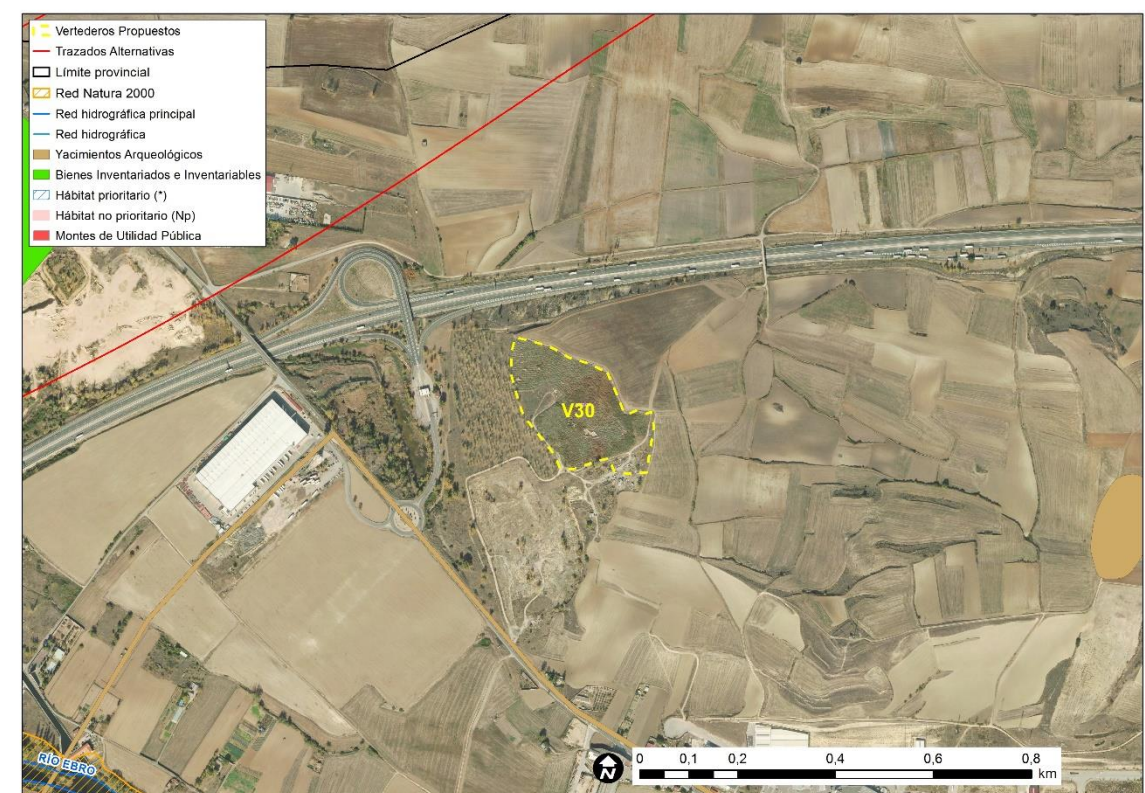 Vertederos Propuestos
Trazados Alternativas
Límite provincial
Red Natura 2000
Red hidrográfica principal
Red hidrográfica
Yacimientos Arqueológicos
Bienes Inventariados e Inventariables
Hábitat prioritario (*)
Hábitat no prioritario (Np)
Montes de Utilidad Pública
V30
RÍO EBRO
N
0 0,1 0,2 0,4 0,6 0,8
km